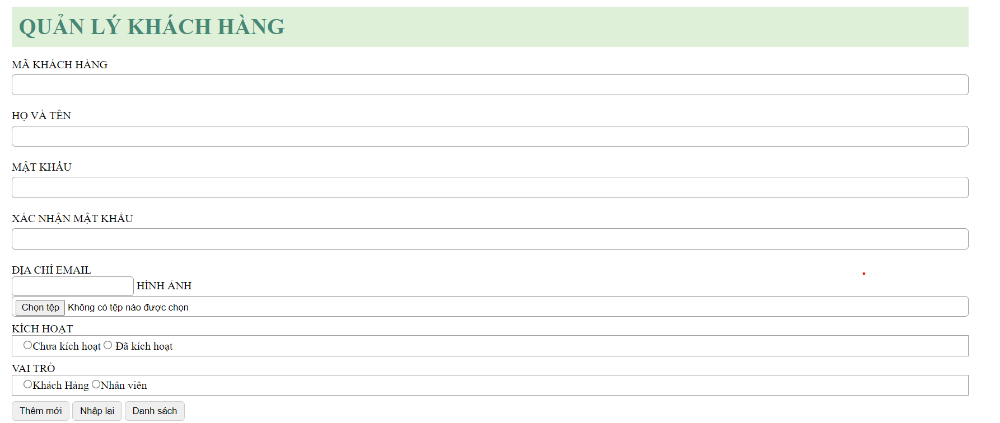 QUẢN LÝ KHÁCH HÀNG
MÃ KHÁCH HÀNG
HỌ VÀ TÊN
MẬT KHẨU
XÁC NHẬN MẬT KHẨU
ĐỊA CHỈ EMAIL
HÌNH ẢNH
Chọn tệp Không có tệp nào được chọn
KÍCH HOẠT
Chưa kích hoạt Đã kích hoạt
VAI TRÒ
Khách Hàng Nhân viên
Thêm mới Nhập lại Danh sách